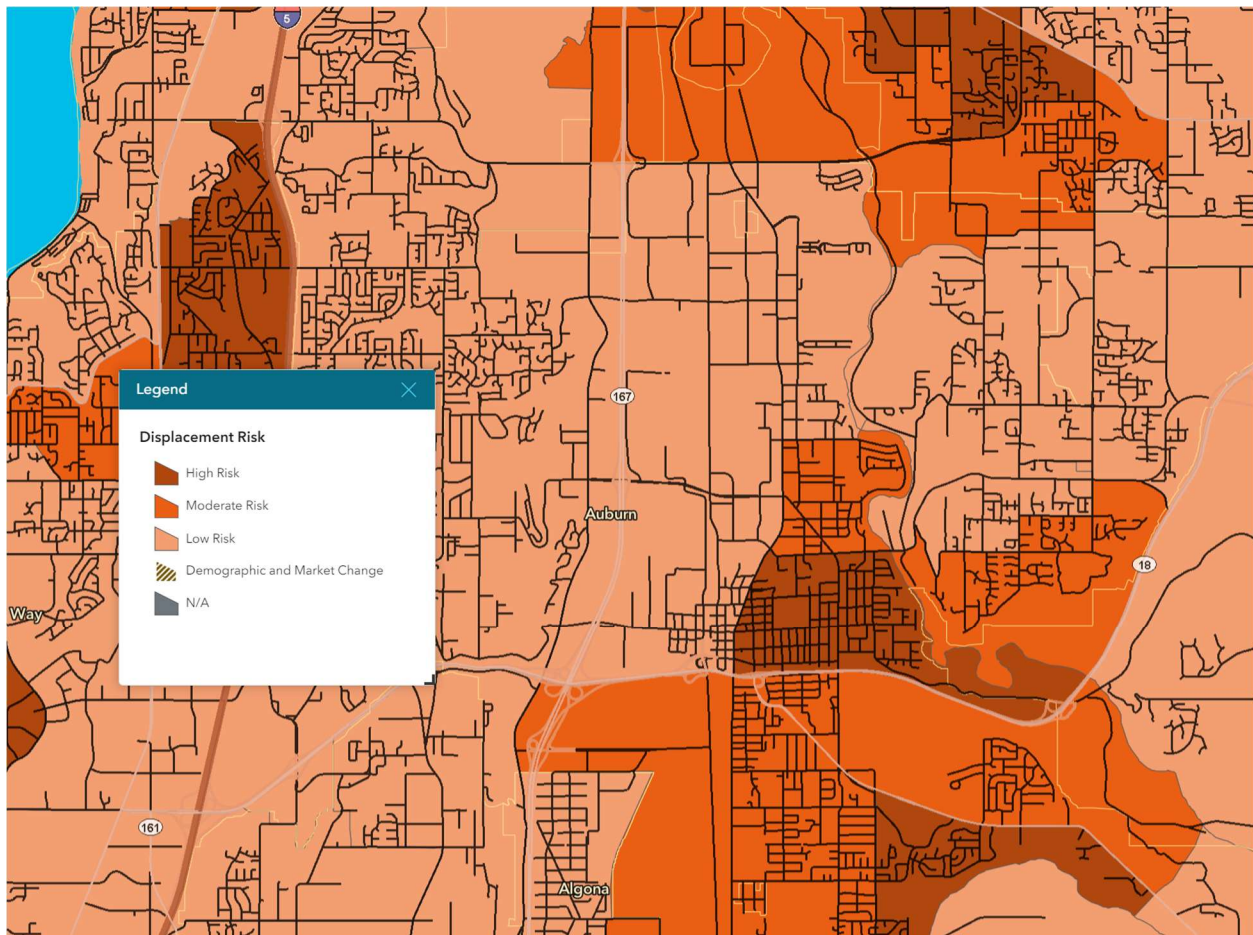 5
Legend
Displacement Risk
High Risk
Moderate Risk
Low Risk
Demographic and Market Change
N/A
167
Auburn
18
Way
161
Algona